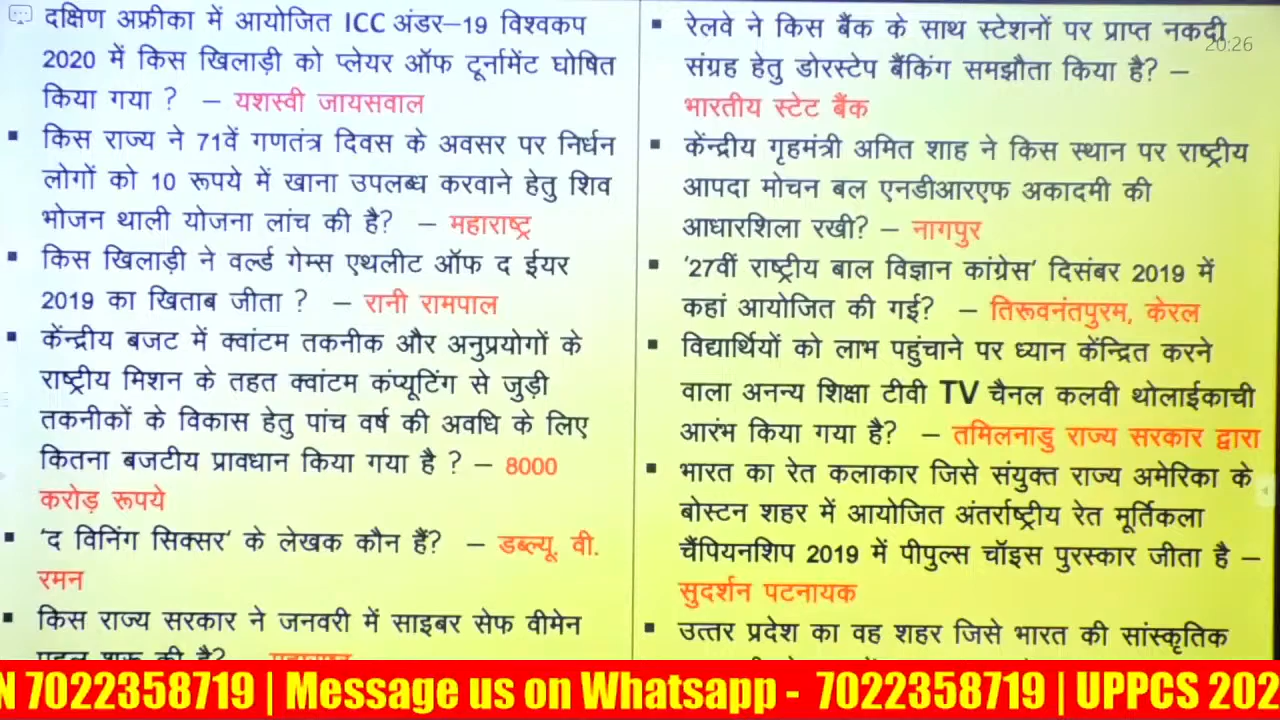 दक्षिण अफ्रीका में आयोजित ICC अंडर–19 विश्वकप
2020 में किस खिलाड़ी को प्लेयर ऑफ टूर्नामेंट घोषित
किया गया ? – यशस्वी जायसवाल
▪ किस राज्य ने 71वें गणतंत्र दिवस के अवसर पर निर्धन
लोगों को 10 रूपये में खाना उपलब्ध करवाने हेतु शिव
भोजन थाली योजना लांच की है? – महाराष्ट्र
▪ किस खिलाड़ी ने वर्ल्ड गेम्स एथलीट ऑफ द ईयर
2019 का खिताब जीता ? – रानी रामपाल
▪ केंन्द्रीय बजट में क्वांटम तकनीक और अनुप्रयोगों के
राष्ट्रीय मिशन के तहत क्वांटम कंप्यूटिंग से जुड़ी
तकनीकों के विकास हेतु पांच वर्ष की अवधि के लिए
कितना बजटीय प्रावधान किया गया है ? – 8000
करोड़ रूपये
▪ ‘द विनिंग सिक्सर’ के लेखक कौन हैं? – डब्ल्यू. वी.
रमन
▪ किस राज्य सरकार ने जनवरी में साइबर सेफ वीमेन
▪ रेलवे ने किस बैंक के साथ स्टेशनों पर प्राप्त नकदी
20:26
संग्रह हेतु डोरस्टेप बैंकिंग समझौता किया है? –
भारतीय स्टेट बैंक
▪ केंन्द्रीय गृहमंत्री अमित शाह ने किस स्थान पर राष्ट्रीय
आपदा मोचन बल एनडीआरएफ अकादमी की
आधारशिला रखी? – नागपुर
▪ ‘27वीं राष्ट्रीय बाल विज्ञान कांग्रेस’ दिसंबर 2019 में
कहां आयोजित की गई? – तिरूवनंतपुरम, केरल
▪ विद्यार्थियों को लाभ पहुंचाने पर ध्यान केंन्द्रित करने
वाला अनन्य शिक्षा टीवी TV चैनल कलवी थोलाईकाची
आरंभ किया गया है? – तमिलनाडु राज्य सरकार द्वारा
▪ भारत का रेत कलाकार जिसे संयुक्त राज्य अमेरिका के
बोस्टन शहर में आयोजित अंतर्राष्ट्रीय रेत मूर्तिकला
चैंपियनशिप 2019 में पीपुल्स चॉइस पुरस्कार जीता है –
सुदर्शन पटनायक
▪ उत्तर प्रदेश का वह शहर जिसे भारत की सांस्कृतिक
N 7022358719 | Message us on Whatsapp - 7022358719 | UPPCS 202